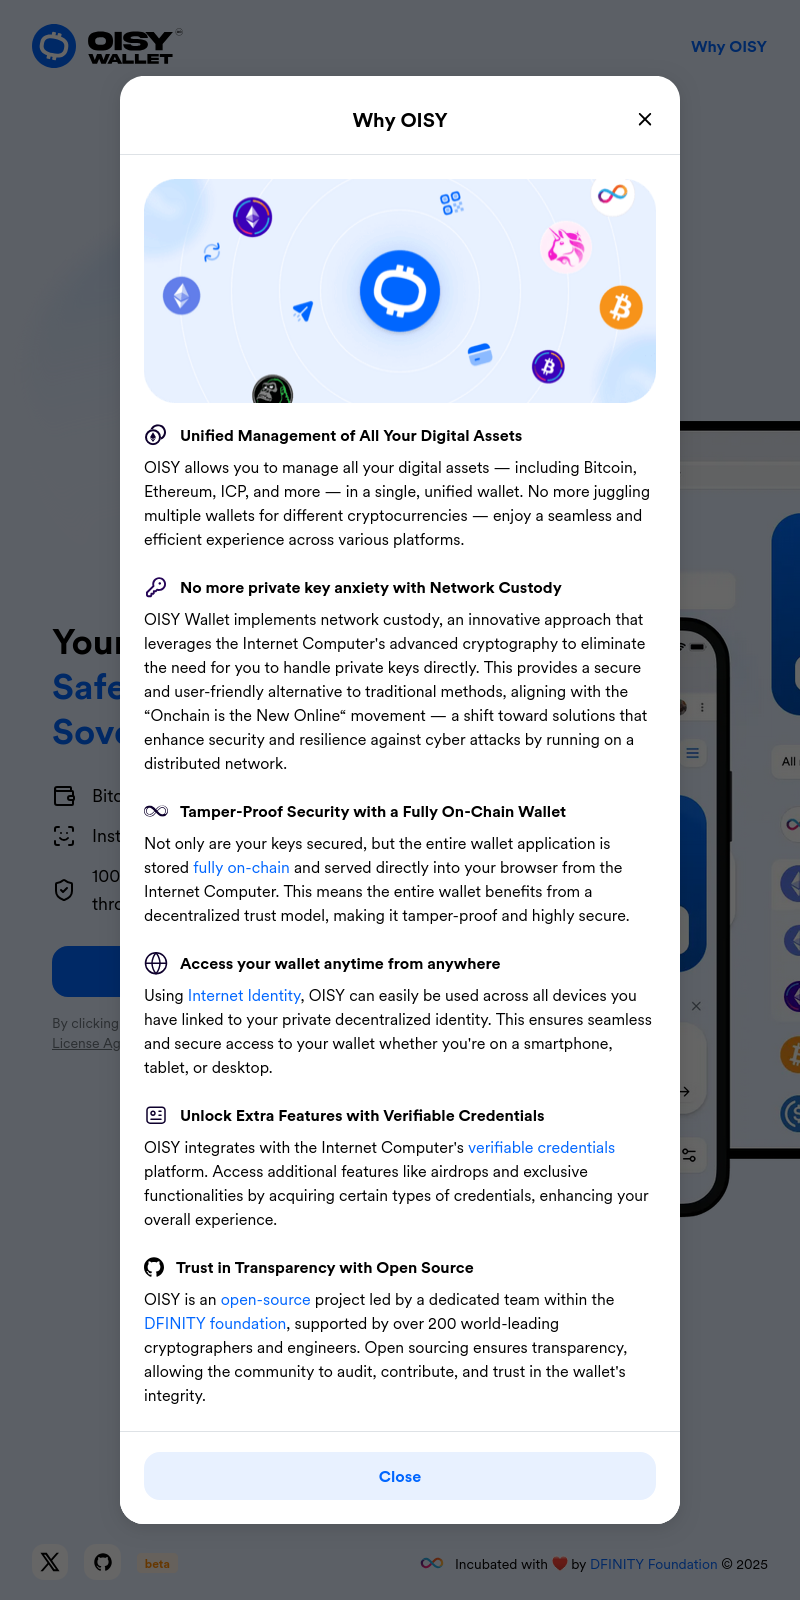 OISY
WALLET
Why OISY
Why OISY
Unified Management of All Your Digital Assets
OISY allows you to manage all your digital assets — including Bitcoin,
Ethereum, ICP, and more — in a single, unified wallet. No more juggling
multiple wallets for different cryptocurrencies — enjoy a seamless and
efficient experience across various platforms.
No more private key anxiety with Network Custody
OISY Wallet implements network custody, an innovative approach that
leverages the Internet Computer's advanced cryptography to eliminate
the need for you to handle private keys directly. This provides a secure
and user-friendly alternative to traditional methods, aligning with the
“Onchain is the New Online“ movement — a shift toward solutions that
enhance security and resilience against cyber attacks by running on a
distributed network.
Tamper-Proof Security with a Fully On-Chain Wallet
Not only are your keys secured, but the entire wallet application is
stored fully on-chain and served directly into your browser from the
Internet Computer. This means the entire wallet benefits from a
decentralized trust model, making it tamper-proof and highly secure.
Access your wallet anytime from anywhere
Using Internet Identity, OISY can easily be used across all devices you
have linked to your private decentralized identity. This ensures seamless
and secure access to your wallet whether you're on a smartphone,
tablet, or desktop.
Unlock Extra Features with Verifiable Credentials
OISY integrates with the Internet Computer's verifiable credentials
platform. Access additional features like airdrops and exclusive
functionalities by acquiring certain types of credentials, enhancing your
overall experience.
Trust in Transparency with Open Source
OISY is an open-source project led by a dedicated team within the
DFINITY foundation, supported by over 200 world-leading
cryptographers and engineers. Open sourcing ensures transparency,
allowing the community to audit, contribute, and trust in the wallet's
integrity.
Close
Your
Safe
Sove
Bitc
Inst
100
thro
By clicking
License Ag
All
beta
Incubated with ❤️ by DFINITY Foundation © 2025